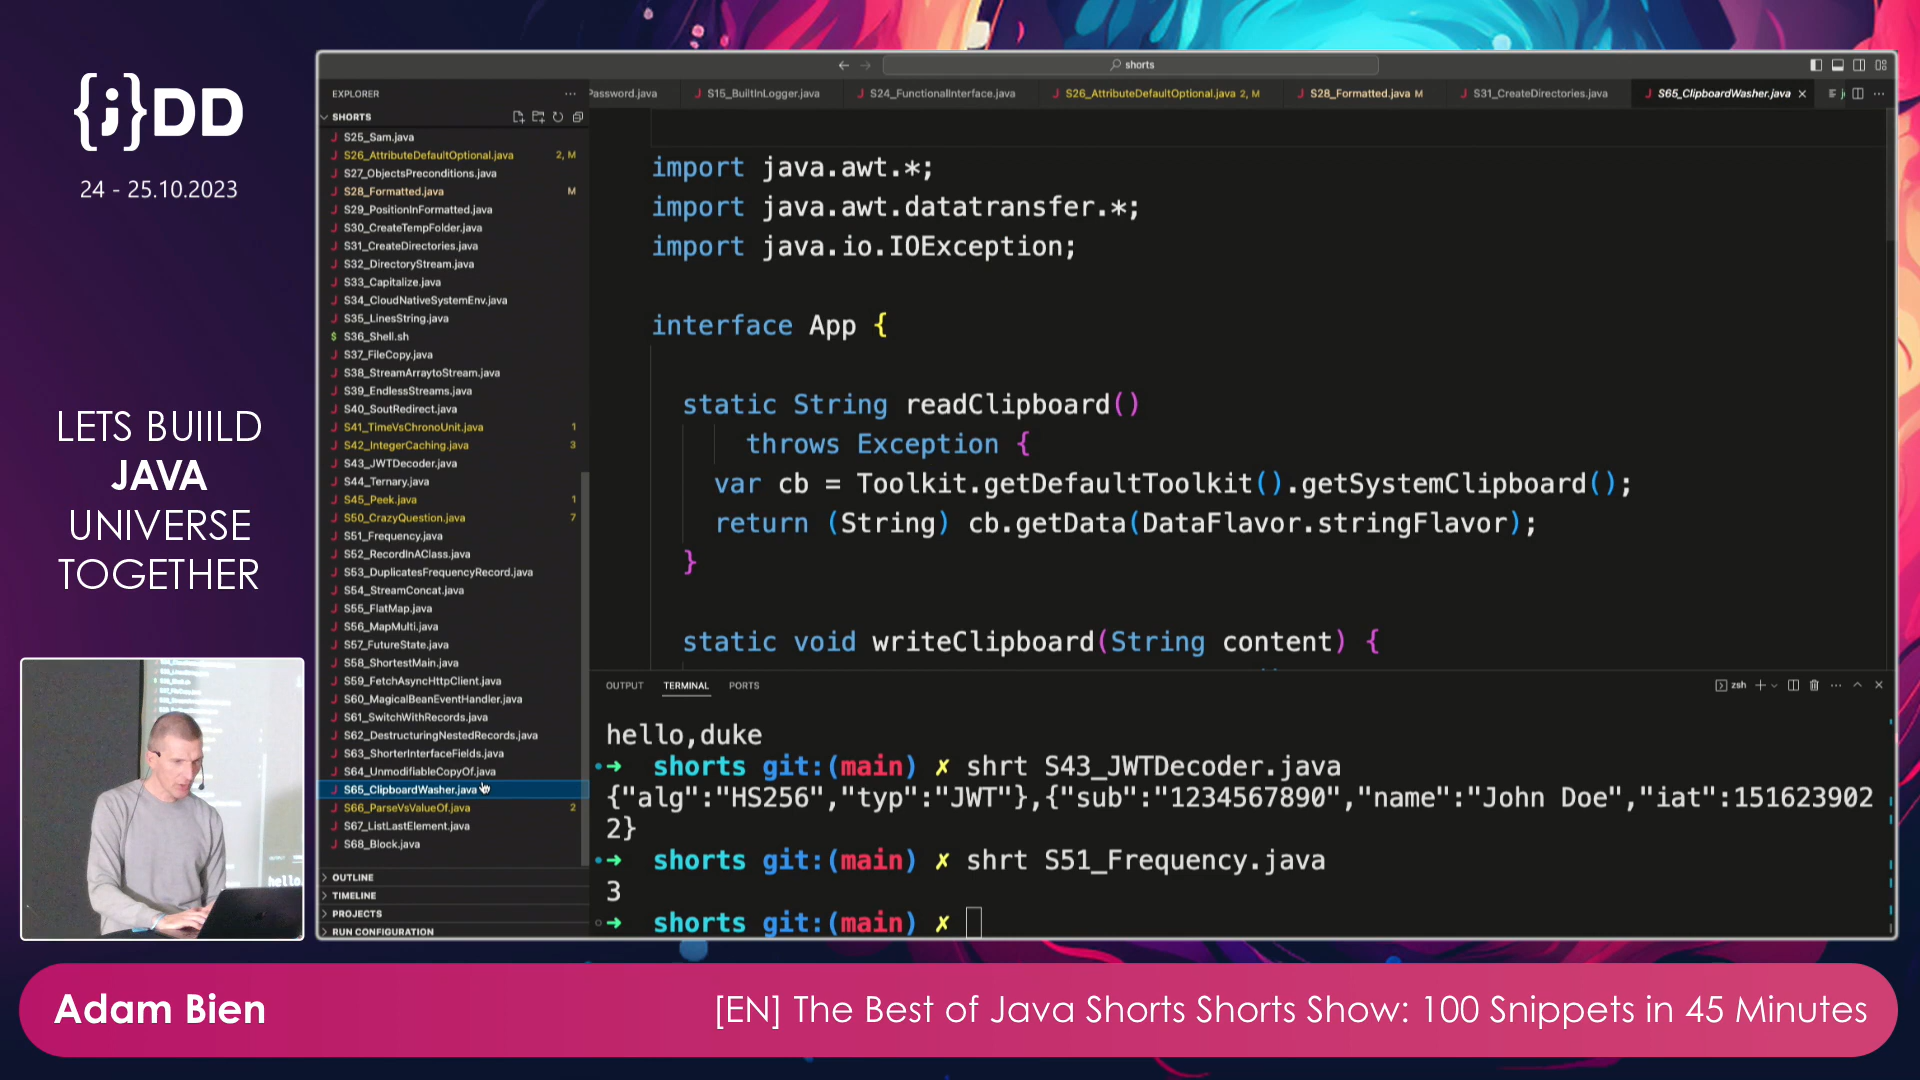 {;}DD
24 - 25.10.2023
LETS BUIILD
JAVA
UNIVERSE
TOGETHER
shorts
EXPLORER
SHORTS
S25_Sam.java
S26_AttributeDefaultOptional.java 2, M
S27_ObjectsPreconditions.java
S28_Formatted.java M
S29_PositionInFormatted.java
S30_CreateTempFolder.java
S31_CreateDirectories.java
S32_DirectoryStream.java
S33_Capitalize.java
S34_CloudNativeSystemEnv.java
S35_LinesString.java
$ S36_Shell.sh
S37_FileCopy.java
S38_StreamArraytoStream.java
S39_EndlessStreams.java
S40_SoutRedirect.java
S41_TimeVsChronoUnit.java 1
S42_IntegerCaching.java 3
S43_JWTDecoder.java
S44_Ternary.java
S45_Peek.java 1
S50_CrazyQuestion.java 7
S51_Frequency.java
S52_RecordInAClass.java
S53_DuplicatesFrequencyRecord.java
S54_StreamConcat.java
S55_FlatMap.java
S56_MapMulti.java
S57_FutureState.java
S58_ShortestMain.java
S59_FetchAsyncHttpClient.java
S60_MagicalBeanEventHandler.java
S61_SwitchWithRecords.java
S62_DestructuringNestedRecords.java
S63_ShorterInterfaceFields.java
S64_UnmodifiableCopyOf.java
S65_ClipboardWasher.java
S66_ParseVsValueOf.java 2
S67_ListLastElement.java
S68_Block.java
OUTLINE
TIMELINE
PROJECTS
RUN CONFIGURATION
Password.java S15_BuiltInLogger.java S24_FunctionalInterface.java S26_AttributeDefaultOptional.java 2, M S28_Formatted.java M S31_CreateDirectories.java S65_ClipboardWasher.java
import java.awt.*;
import java.awt.datatransfer.*;
import java.io.IOException;
interface App {
static String readClipboard()
throws Exception {
var cb = Toolkit.getDefaultToolkit().getSystemClipboard();
return (String) cb.getData(DataFlavor.stringFlavor);
}
static void writeClipboard(String content) {
OUTPUT TERMINAL PORTS zsh
hello,duke
→ shorts git:(main) ✗ shrt S43_JWTDecoder.java
{"alg":"HS256","typ":"JWT"},{"sub":"1234567890","name":"John Doe","iat":151623902
2}
→ shorts git:(main) ✗ shrt S51_Frequency.java
3
→ shorts git:(main) ✗
Adam Bien
[EN] The Best of Java Shorts Shorts Show: 100 Snippets in 45 Minutes